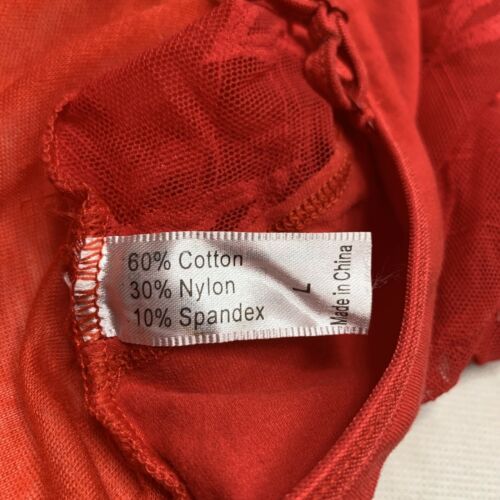 60% Cotton
30% Nylon
10% Spandex
L
Made in China